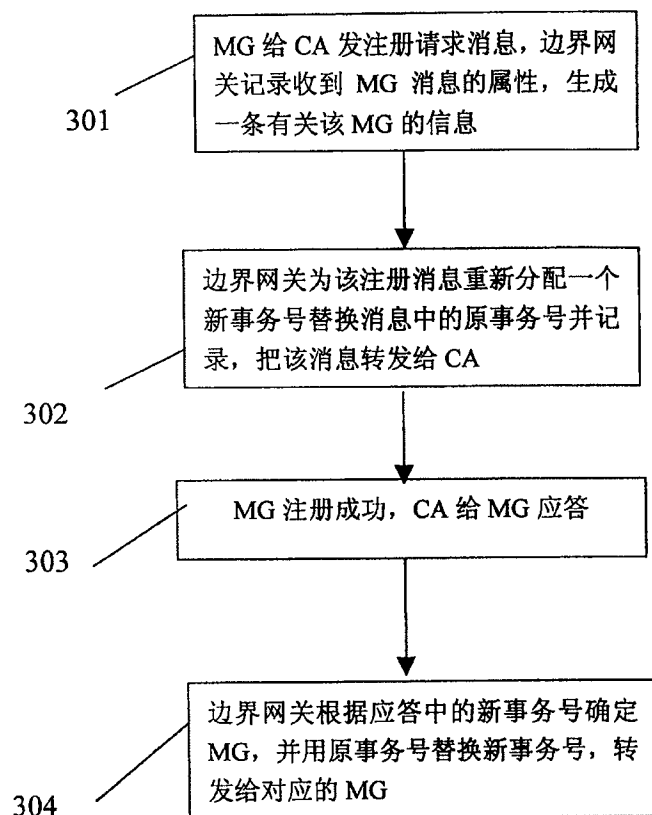 MG 给 CA 发注册请求消息，边界网
关记录收到 MG 消息的属性，生成
一条有关该 MG 的信息
301
边界网关为该注册消息重新分配一个
新事务号替换消息中的原事务号并记
录，把该消息转发给 CA
302
MG 注册成功，CA 给 MG 应答
303
边界网关根据应答中的新事务号确定
MG，并用原事务号替换新事务号，转
发给对应的 MG
304